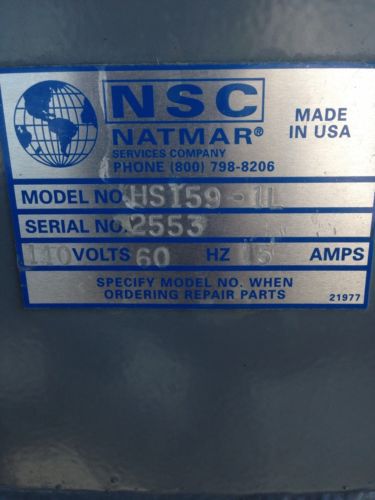 NSC
NATMAR®
SERVICES COMPANY
PHONE (800) 798-8206
MADE
IN USA
MODEL NO. HS159-1L
SERIAL NO. 2553
110 VOLTS 60 HZ 15 AMPS
SPECIFY MODEL NO. WHEN
ORDERING REPAIR PARTS
21977